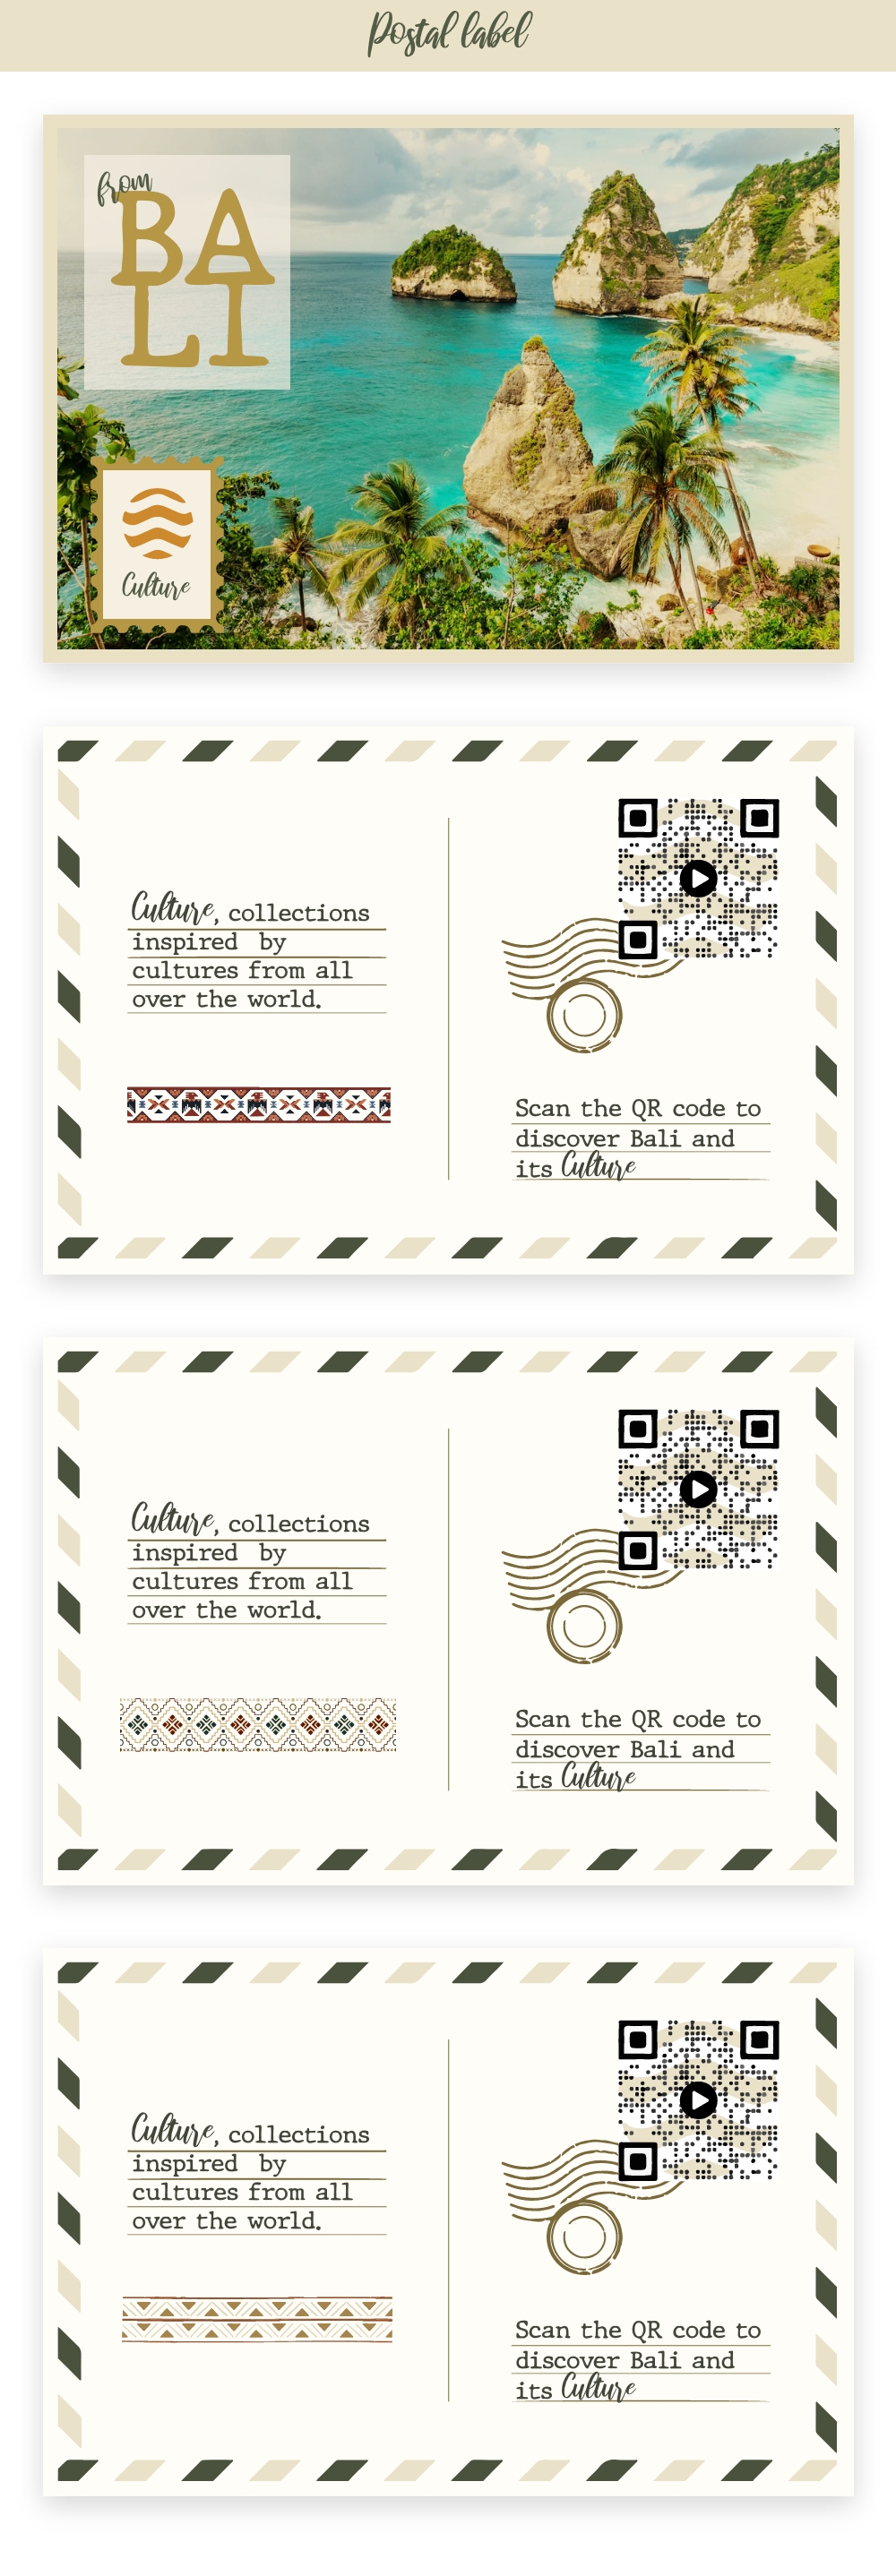 Postal label
from
BA
LI
Culture
Culture, collections
inspired by
cultures from all
over the world.
Scan the QR code to
discover Bali and
its Culture
Culture, collections
inspired by
cultures from all
over the world.
Scan the QR code to
discover Bali and
its Culture
Culture, collections
inspired by
cultures from all
over the world.
Scan the QR code to
discover Bali and
its Culture